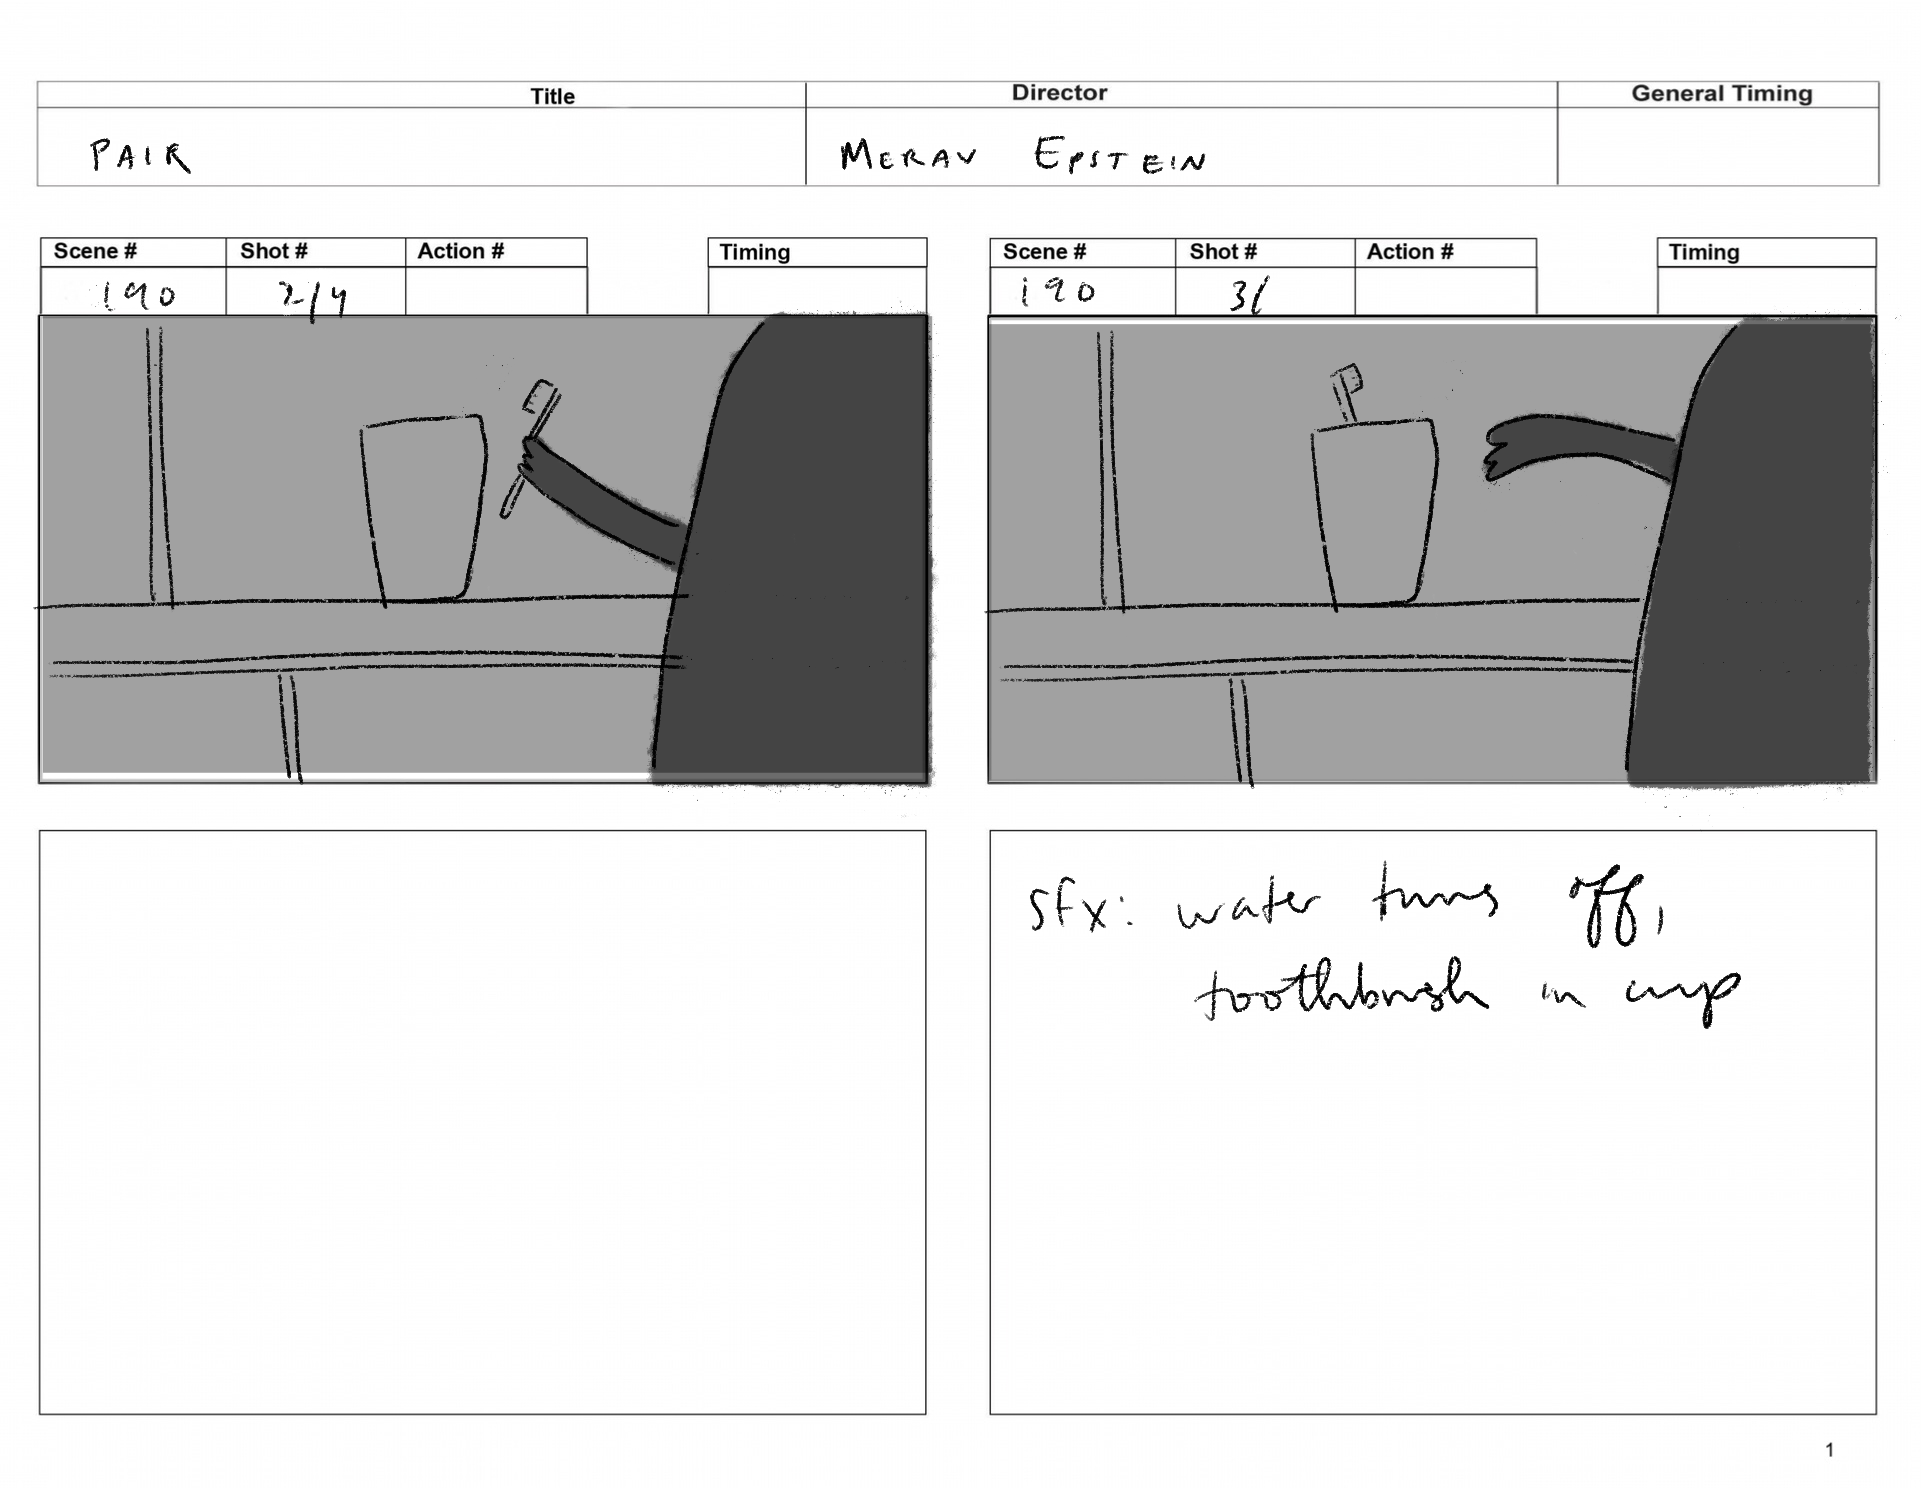 Title Director General Timing
PAIR MERAV EPSTEIN
Scene # Shot # Action # Timing
190 2/4
Scene # Shot # Action # Timing
190 3/
sfx: water turns off,
toothbrush in cup
1